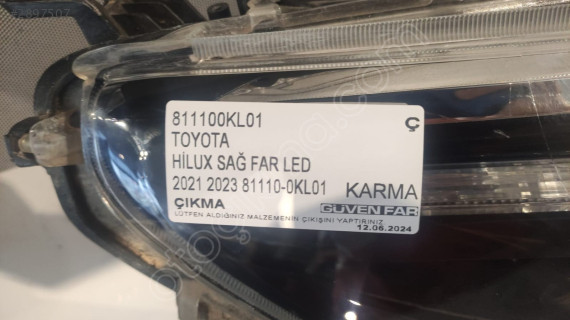 811100KL01 Ç
TOYOTA
HİLUX SAĞ FAR LED
2021 2023 81110-0KL01 KARMA
ÇIKMA GÜVEN FAR
LÜTFEN ALDIĞINIZ MALZEMENİN ÇIKIŞINI YAPTIRINIZ
12.06.2024